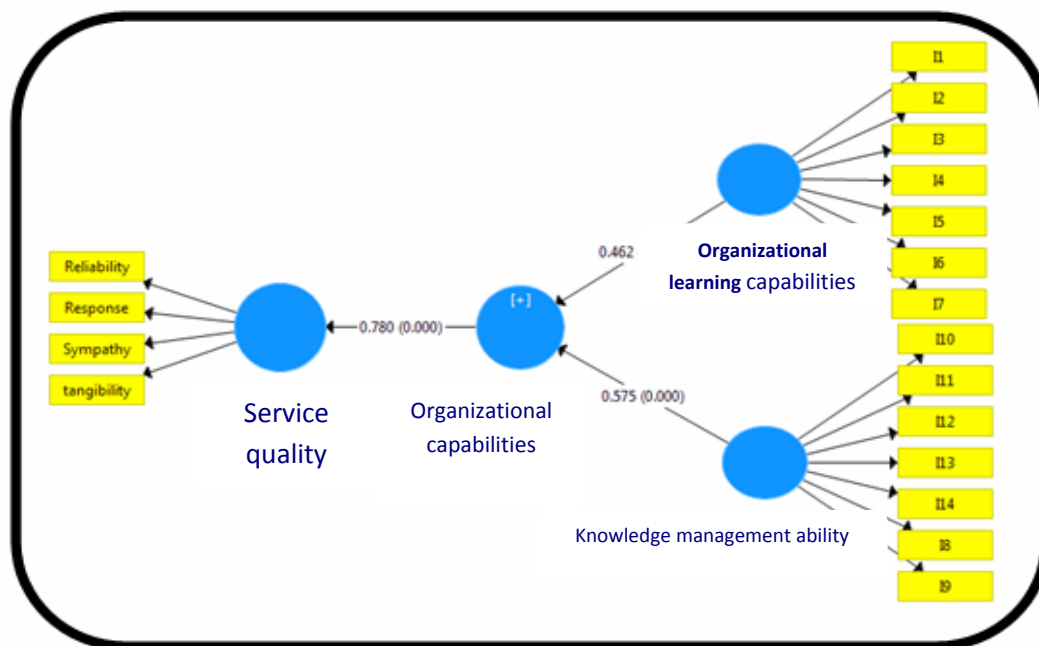 I1
I2
I3
I4
I5
I6
I7
0.462
Organizational
learning capabilities
Reliability
Response
Sympathy
tangibility
[+]
0.780 (0.000)
Service
quality
Organizational
capabilities
0.575 (0.000)
I10
I11
I12
I13
I14
I8
I9
Knowledge management ability